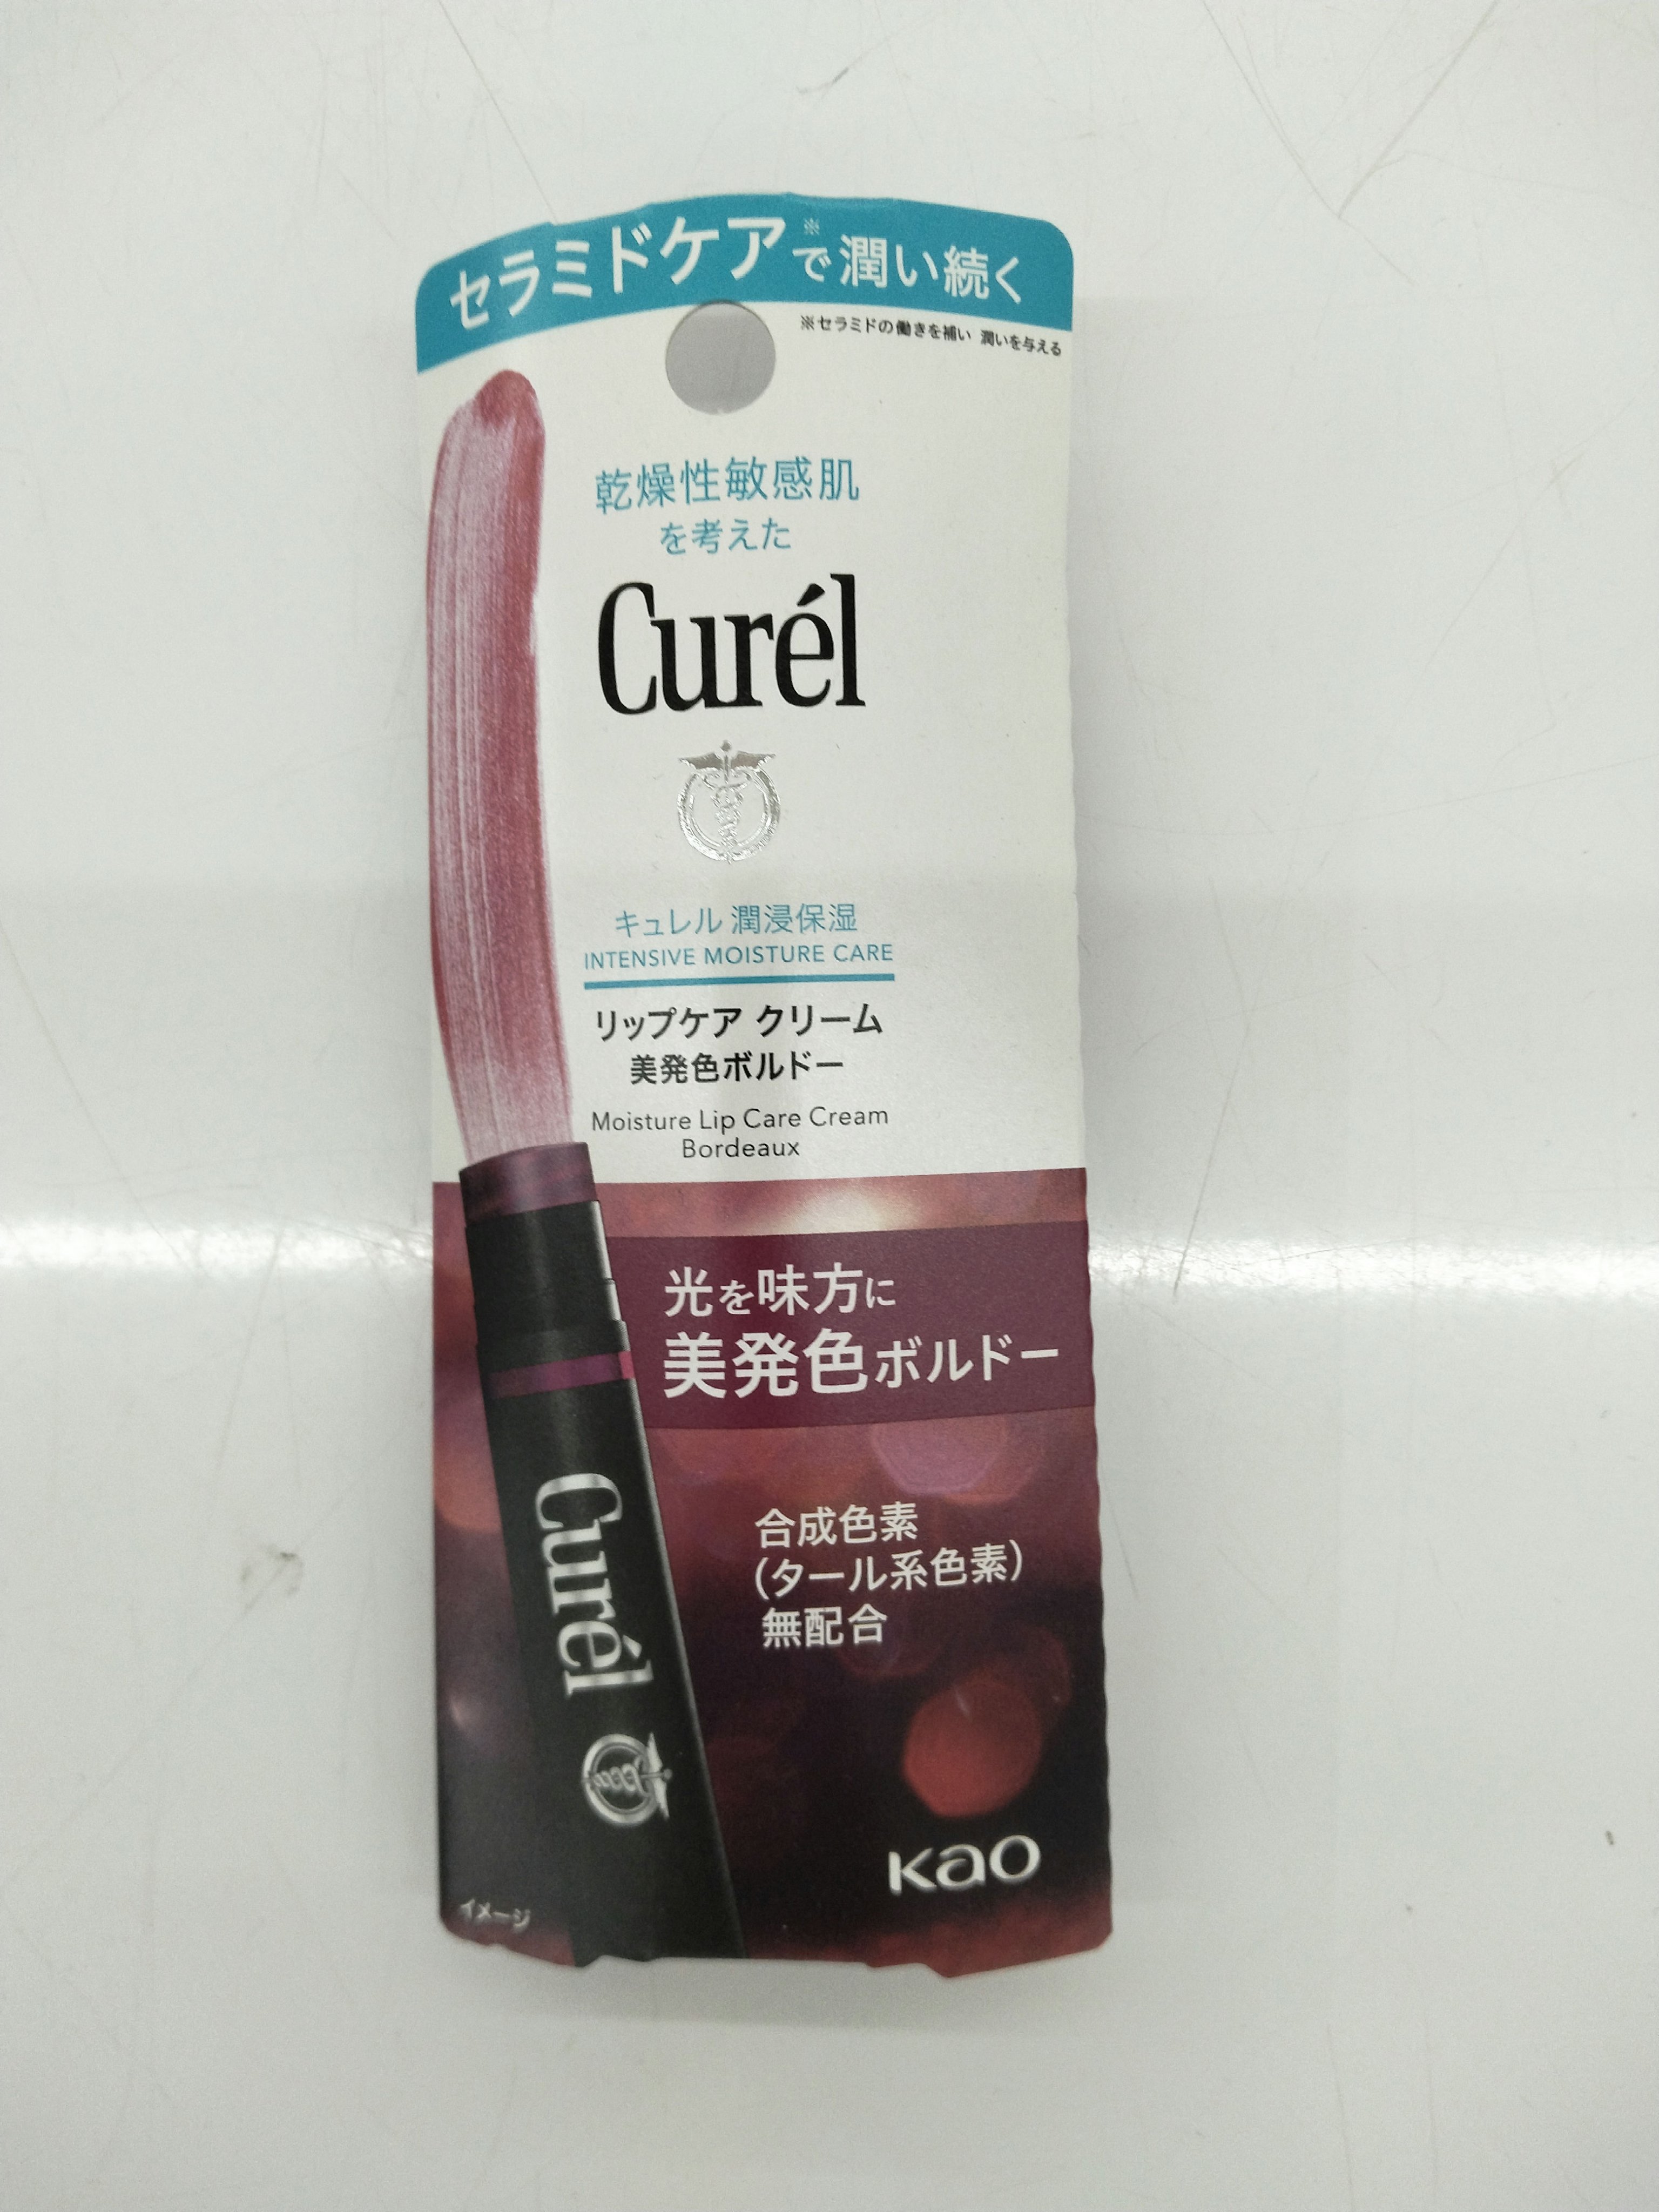 セラミドケア※で潤い続く
※セラミドの働きを補い 潤いを与える
乾燥性敏感肌
を考えた
Curél
キュレル 潤浸保湿
INTENSIVE MOISTURE CARE
リップケア クリーム
美発色ボルドー
Moisture Lip Care Cream
Bordeaux
光を味方に
美発色ボルドー
合成色素
(タール系色素)
無配合
Curél
Kao
イメージ